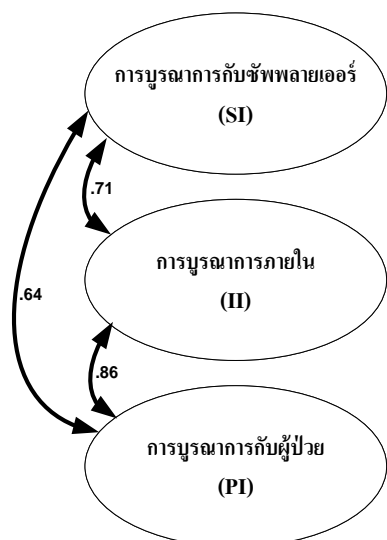 การบูรณาการกับซัพพลายเออร์
(SI)
.71
การบูรณาการภายใน
(II)
.64
.86
การบูรณาการกับผู้ป่วย
(PI)